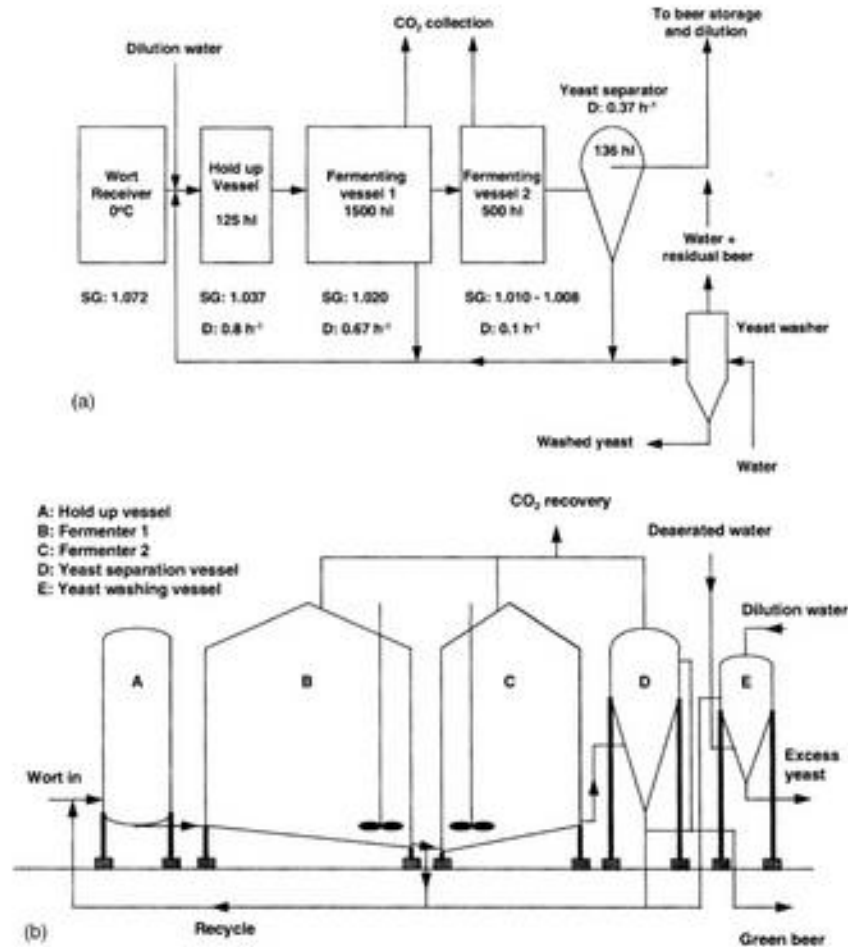 CO₂ collection
To beer storage
and dilution
Dilution water
Yeast separator
D: 0.37 h⁻¹
136 hl
Wort
Receiver
0°C
Hold up
Vessel
125 hl
Fermenting
vessel 1
1500 hl
Fermenting
vessel 2
500 hl
Water +
residual beer
SG: 1.072
SG: 1.037
SG: 1.020
SG: 1.010 - 1.008
D: 0.8 h⁻¹
D: 0.67 h⁻¹
D: 0.1 h⁻¹
Yeast washer
(a)
Washed yeast
Water
A: Hold up vessel
B: Fermenter 1
C: Fermenter 2
D: Yeast separation vessel
E: Yeast washing vessel
CO₂ recovery
Deaerated water
Dilution water
A
B
C
D
E
Wort in
Excess
yeast
(b)
Recycle
Green beer